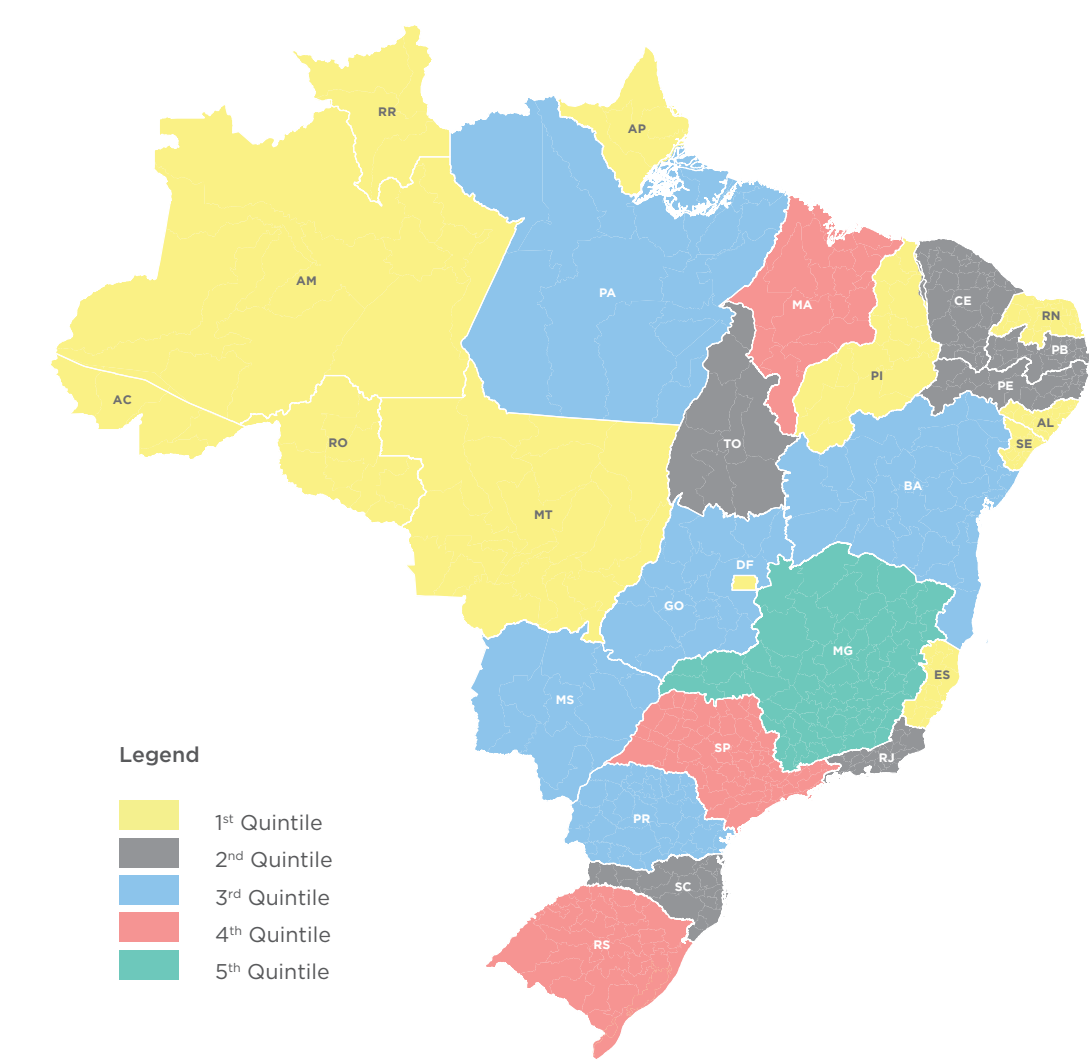 RR
AP
AM
PA
MA
CE
RN
PB
PI
PE
AC
AL
RO
TO
SE
BA
MT
DF
GO
MG
ES
MS
SP
RJ
PR
SC
RS
Legend
1st Quintile
2nd Quintile
3rd Quintile
4th Quintile
5th Quintile